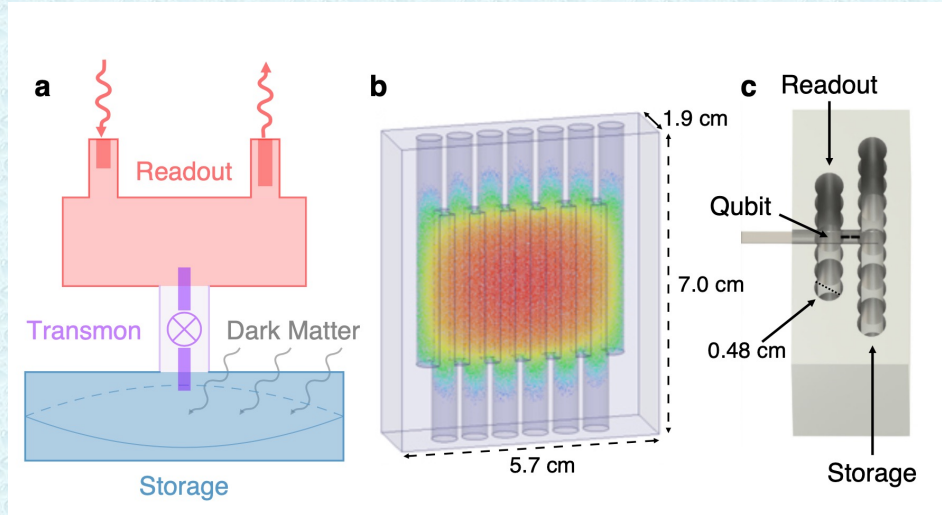 a
Readout
Transmon
Dark Matter
Storage
b
1.9 cm
7.0 cm
5.7 cm
c
Readout
Qubit
0.48 cm
Storage